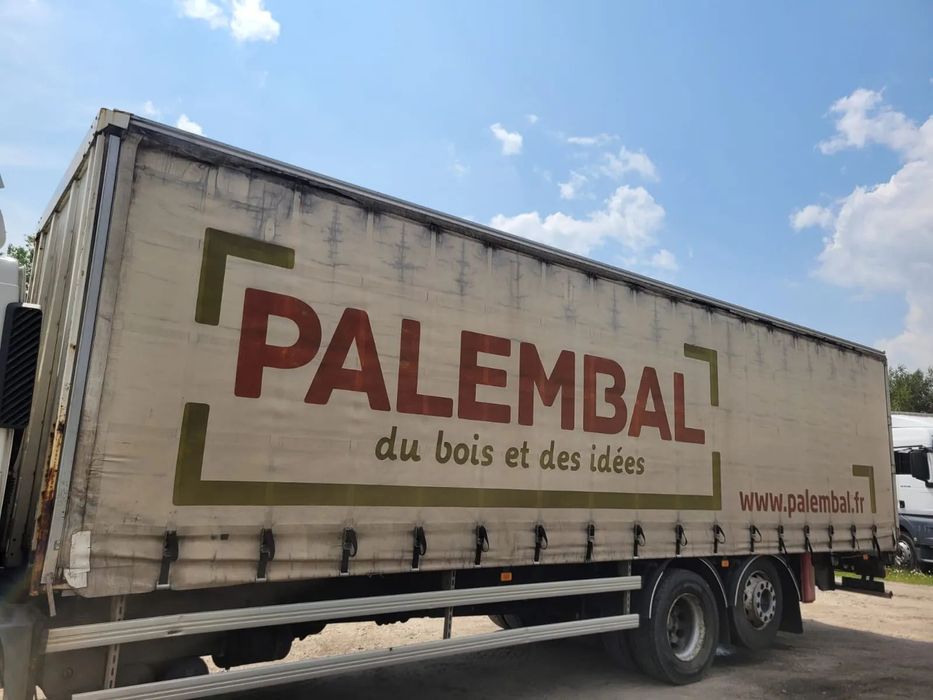 PALEMBAL
du bois et des idées
www.palembal.fr